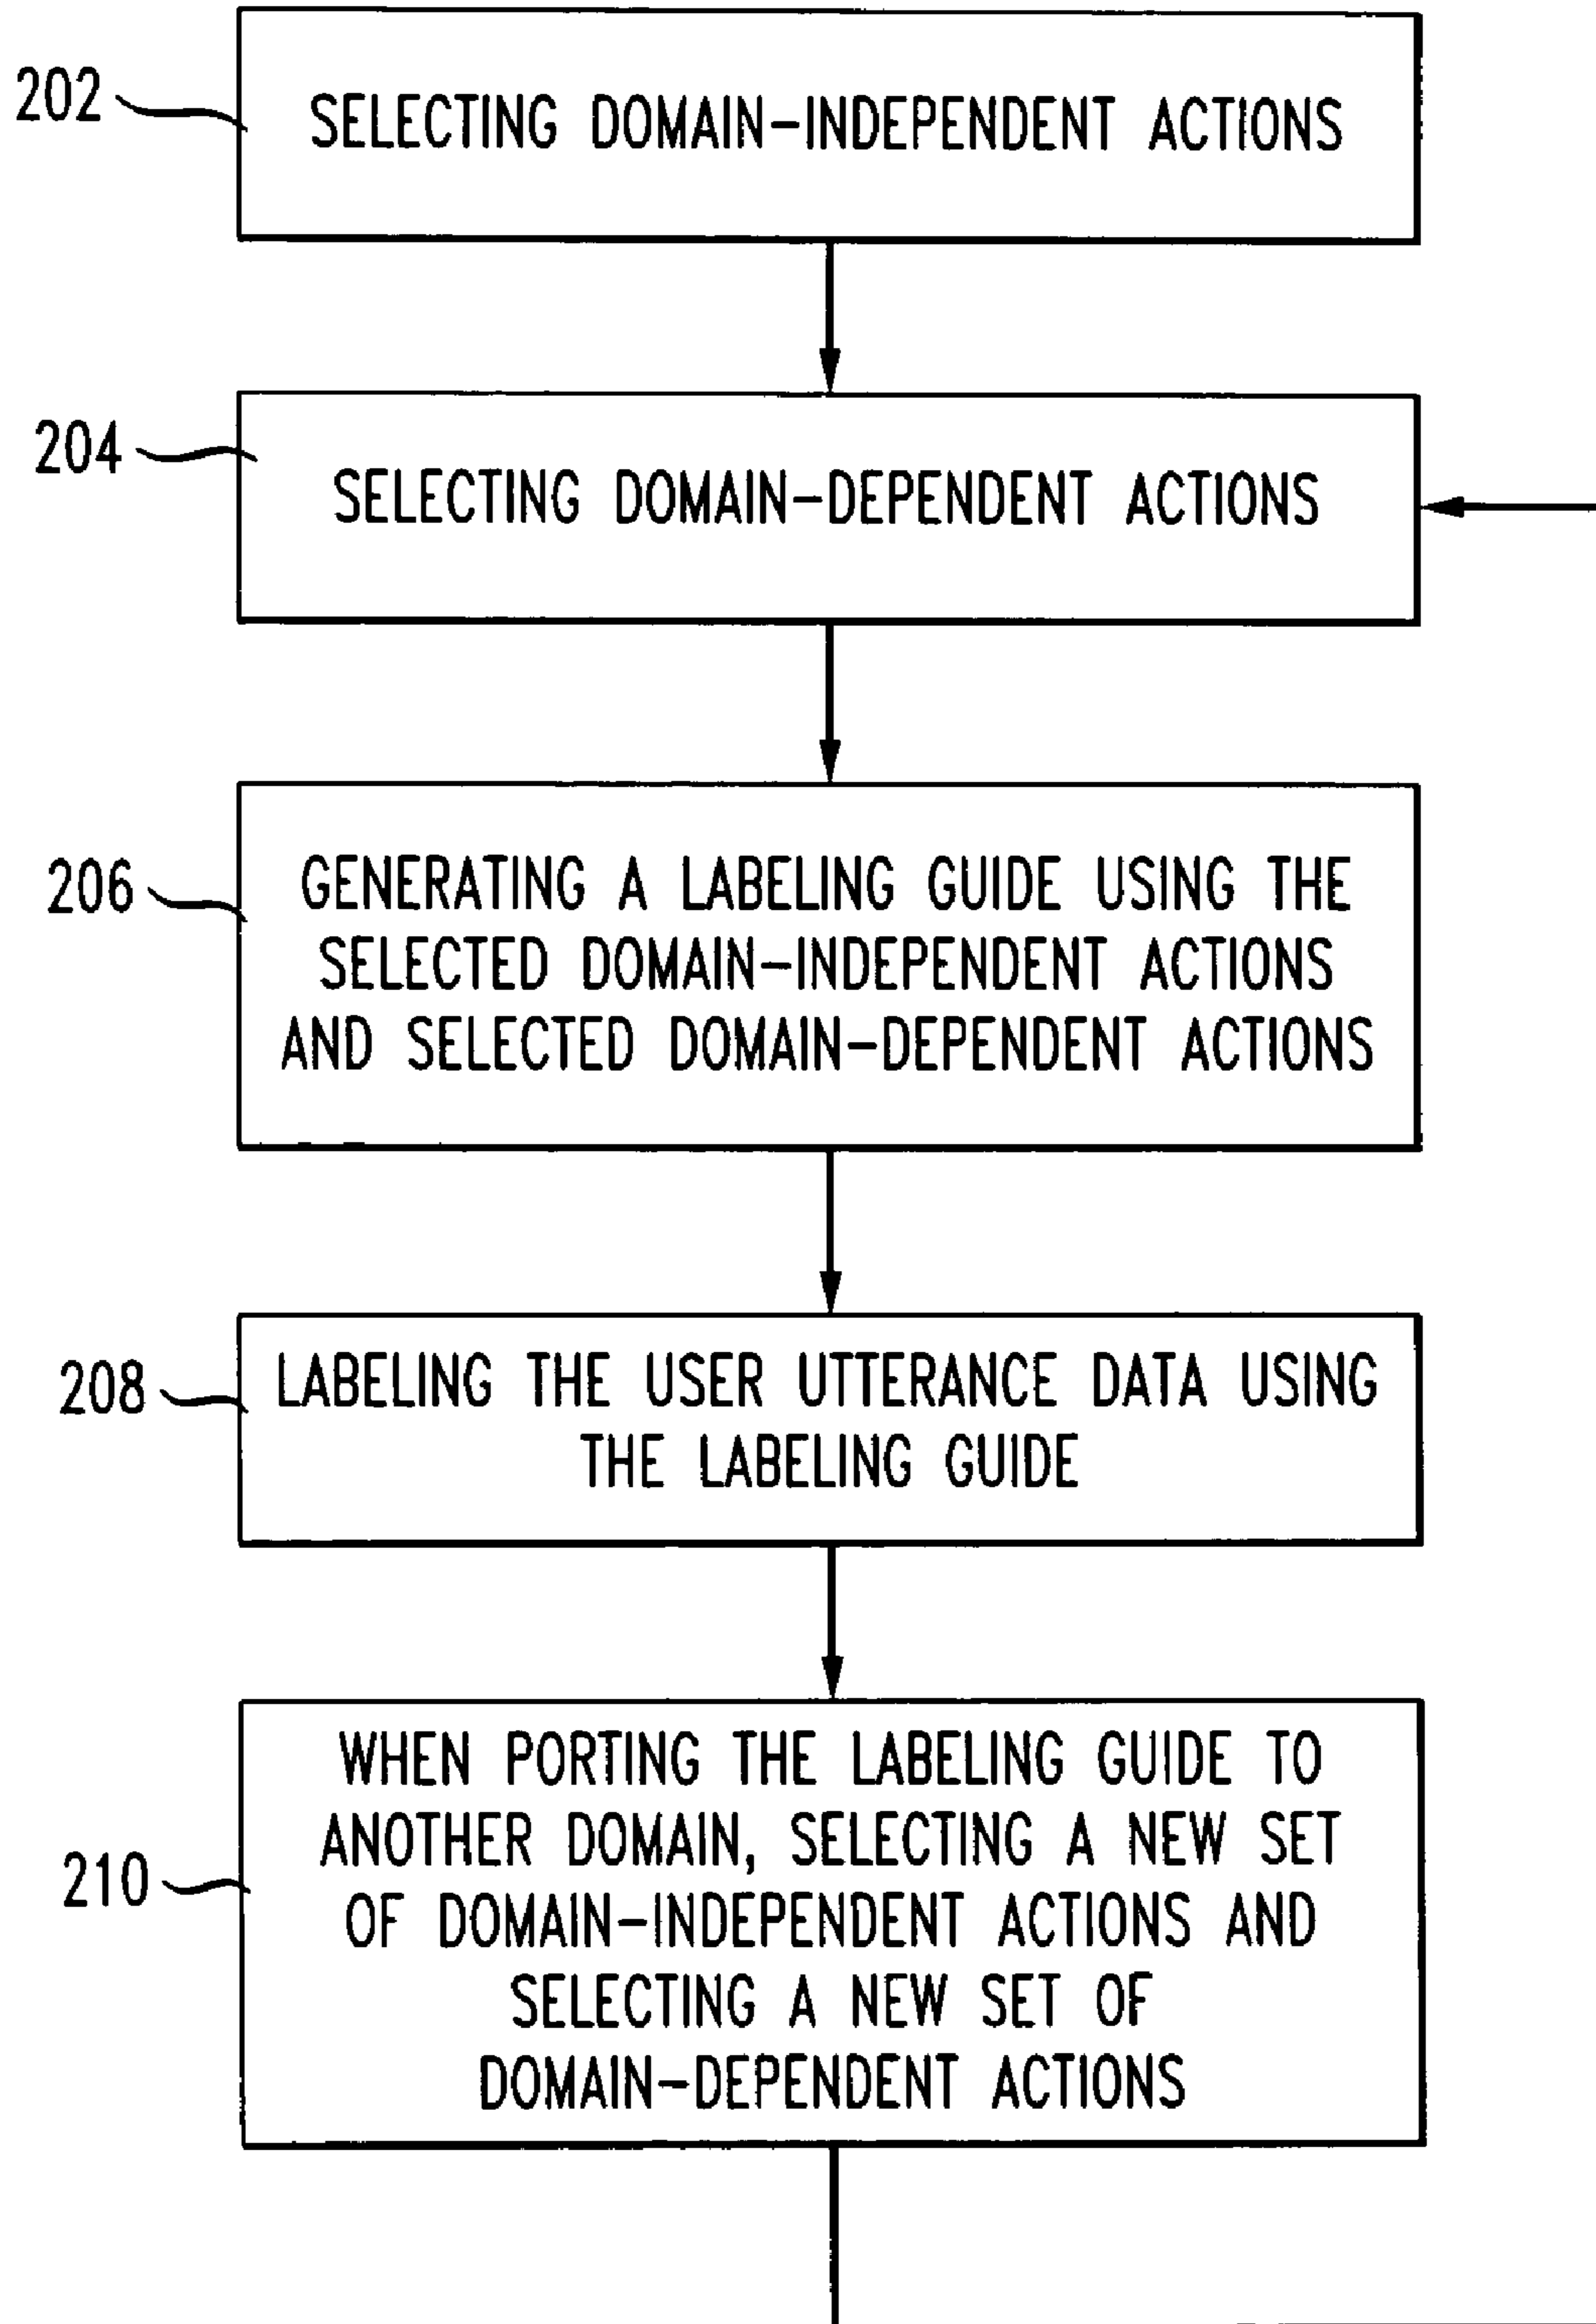 202
SELECTING DOMAIN-INDEPENDENT ACTIONS
204
SELECTING DOMAIN-DEPENDENT ACTIONS
206
GENERATING A LABELING GUIDE USING THE
SELECTED DOMAIN-INDEPENDENT ACTIONS
AND SELECTED DOMAIN-DEPENDENT ACTIONS
208
LABELING THE USER UTTERANCE DATA USING
THE LABELING GUIDE
210
WHEN PORTING THE LABELING GUIDE TO
ANOTHER DOMAIN, SELECTING A NEW SET
OF DOMAIN-INDEPENDENT ACTIONS AND
SELECTING A NEW SET OF
DOMAIN-DEPENDENT ACTIONS